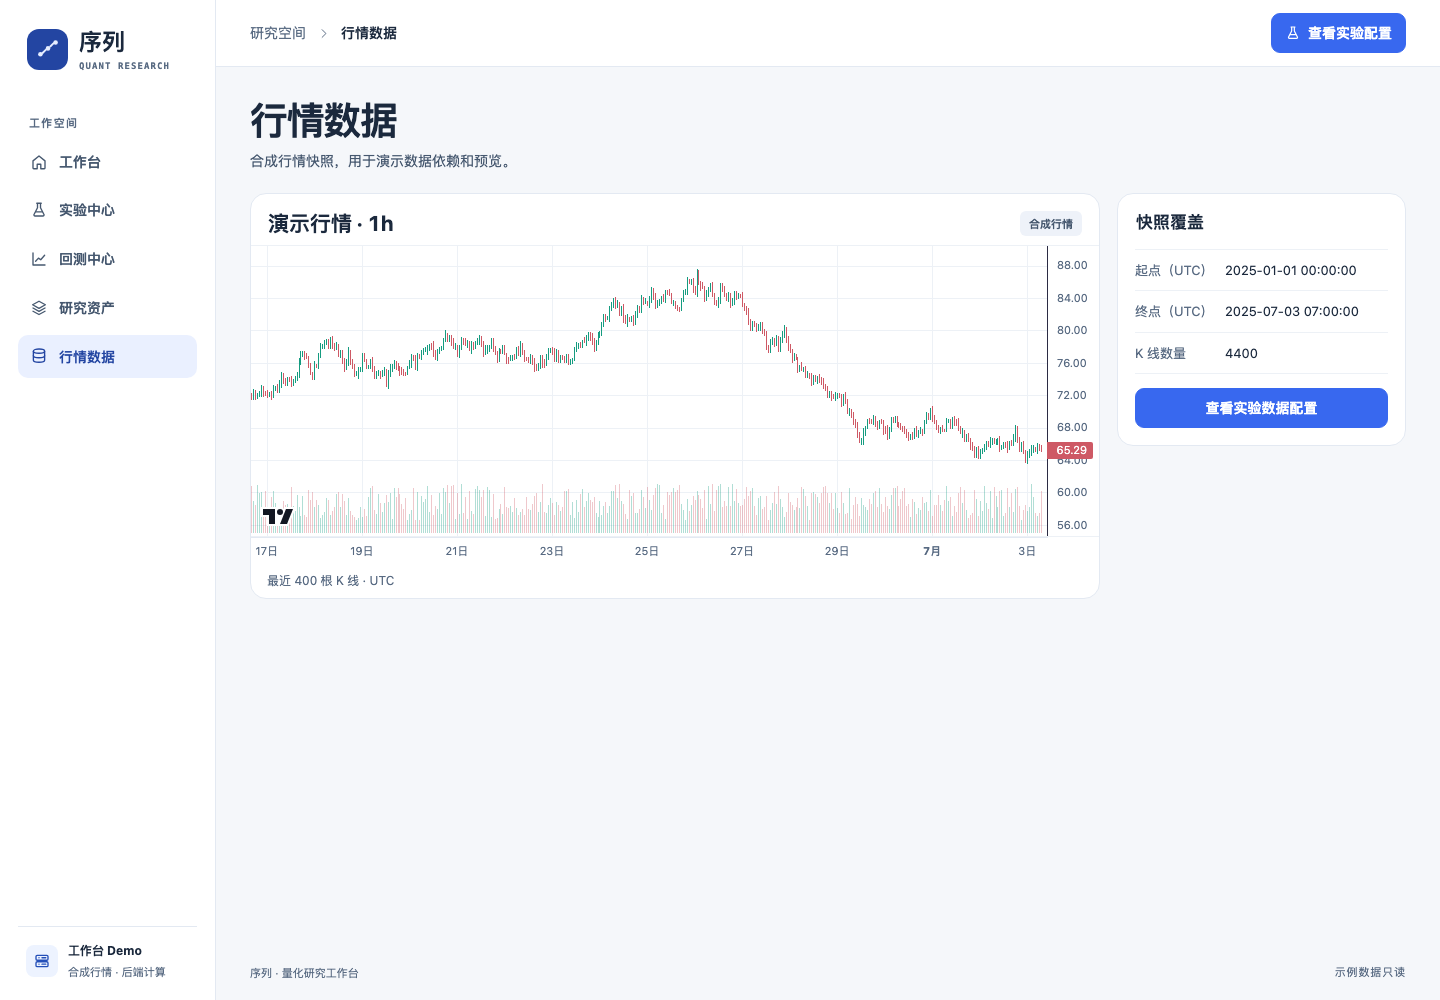 序列
QUANT RESEARCH
工作空间
工作台
实验中心
回测中心
研究资产
行情数据
工作台 Demo
合成行情 · 后端计算
研究空间 > 行情数据
查看实验配置
行情数据
合成行情快照，用于演示数据依赖和预览。
演示行情 · 1h
合成行情
88.00
84.00
80.00
76.00
72.00
68.00
65.29
64.00
60.00
56.00
17日 19日 21日 23日 25日 27日 29日 7月 3日
最近 400 根 K 线 · UTC
快照覆盖
起点（UTC） 2025-01-01 00:00:00
终点（UTC） 2025-07-03 07:00:00
K 线数量 4400
查看实验数据配置
序列 · 量化研究工作台
示例数据只读